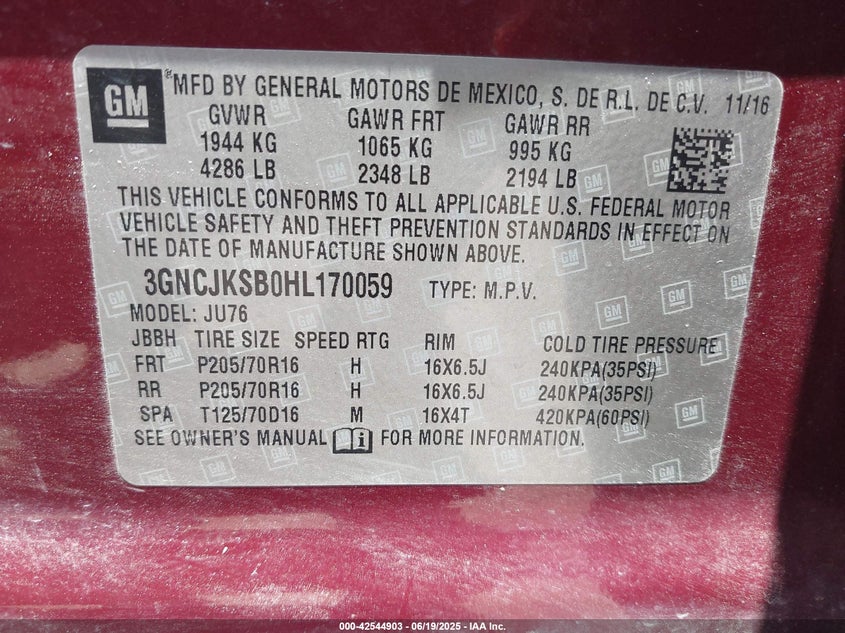 GM
® MFD BY GENERAL MOTORS DE MEXICO, S. DE R.L. DE C.V. 11/16
GVWR GAWR FRT GAWR RR
1944 KG 1065 KG 995 KG
4286 LB 2348 LB 2194 LB
THIS VEHICLE CONFORMS TO ALL APPLICABLE U.S. FEDERAL MOTOR
VEHICLE SAFETY AND THEFT PREVENTION STANDARDS IN EFFECT ON
THE DATE OF MANUFACTURE SHOWN ABOVE.
3GNCJKSB0HL170059 TYPE: M.P.V.
MODEL: JU76
JBBH TIRE SIZE SPEED RTG RIM COLD TIRE PRESSURE
FRT P205/70R16 H 16X6.5J 240KPA(35PSI)
RR P205/70R16 H 16X6.5J 240KPA(35PSI)
SPA T125/70D16 M 16X4T 420KPA(60PSI)
SEE OWNER'S MANUAL FOR MORE INFORMATION.
000-42544903 - 06/19/2025 - IAA Inc.